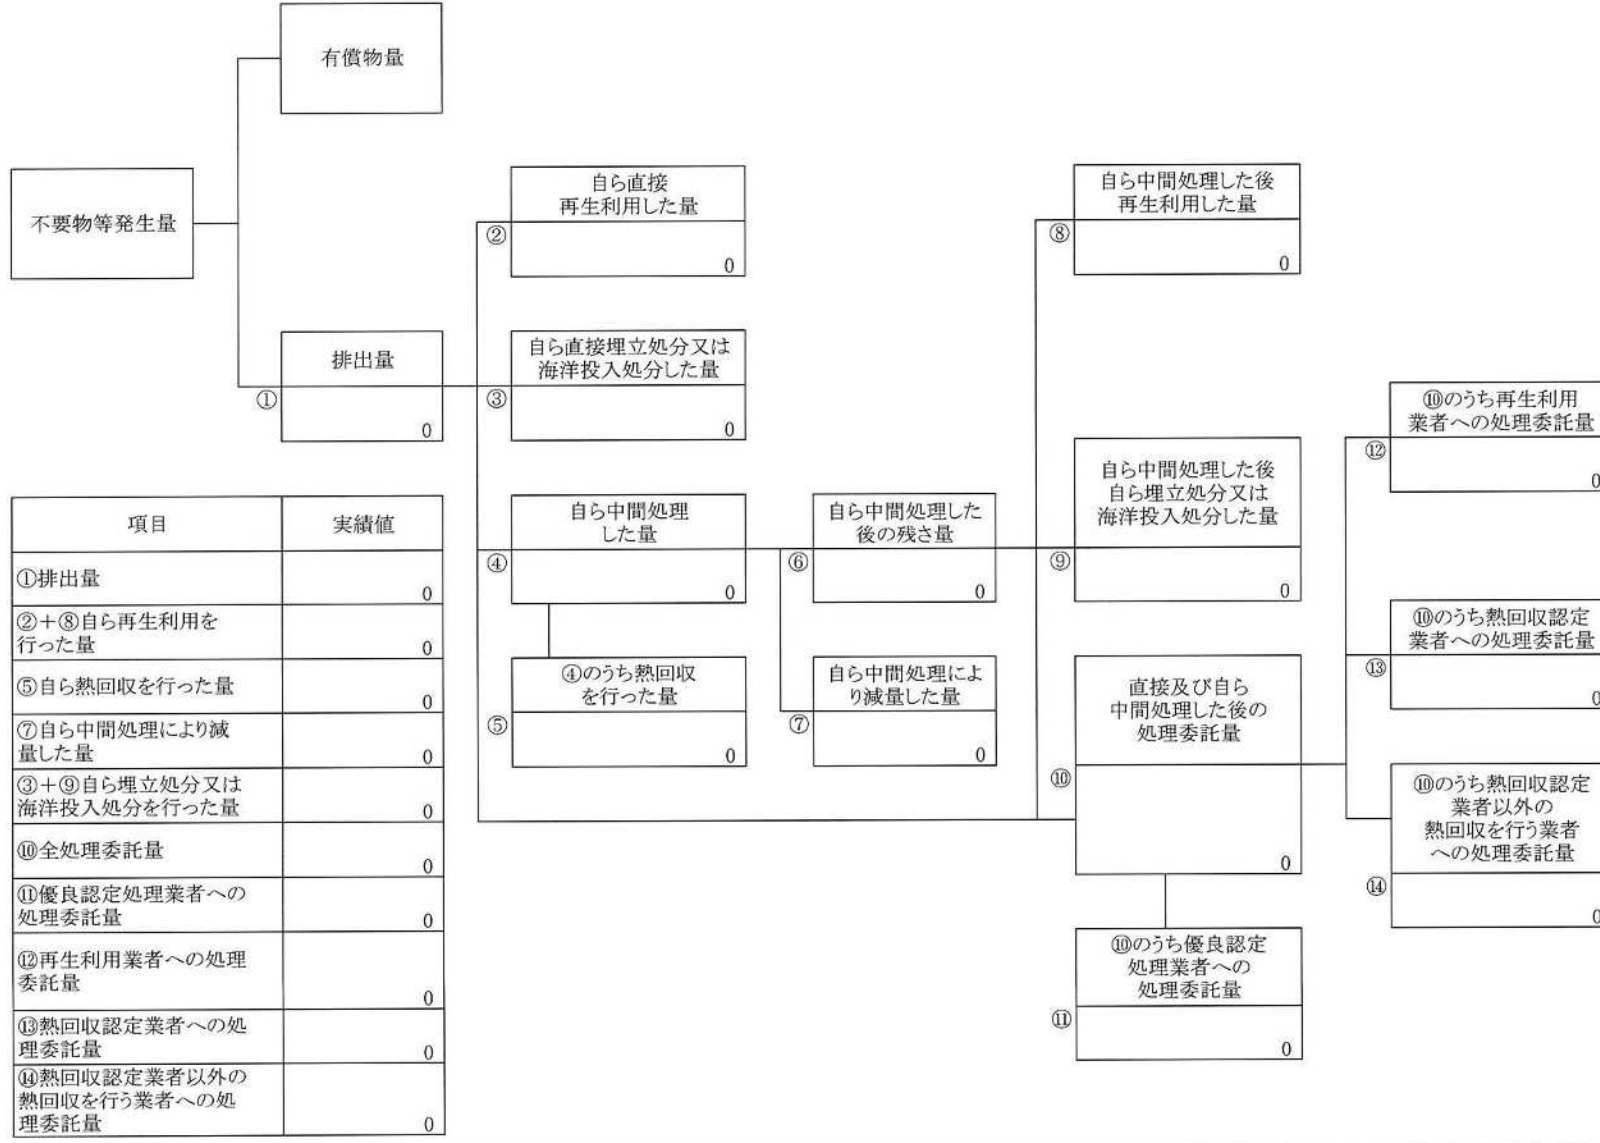 有償物量
不要物等発生量
排出量
①
0
自ら直接
再生利用した量
②
0
自ら直接埋立処分又は
海洋投入処分した量
③
0
自ら中間処理
した量
④
0
④のうち熱回収
を行った量
⑤
0
自ら中間処理した
後の残さ量
⑥
0
自ら中間処理によ
り減量した量
⑦
0
自ら中間処理した後
再生利用した量
⑧
0
自ら中間処理した後
自ら埋立処分又は
海洋投入処分した量
⑨
0
直接及び自ら
中間処理した後の
処理委託量
⑩
0
⑩のうち優良認定
処理業者への
処理委託量
⑪
0
⑩のうち再生利用
業者への処理委託量
⑫
0
⑩のうち熱回収認定
業者への処理委託量
⑬
0
⑩のうち熱回収認定
業者以外の
熱回収を行う業者
への処理委託量
⑭
0
項目 実績値
①排出量
0
②+⑧自ら再生利用を
行った量
0
⑤自ら熱回収を行った量
0
⑦自ら中間処理により減
量した量
0
③+⑨自ら埋立処分又は
海洋投入処分を行った量
0
⑩全処理委託量
0
⑪優良認定処理業者への
処理委託量
0
⑫再生利用業者への処理
委託量
0
⑬熱回収認定業者への処
理委託量
0
⑭熱回収認定業者以外の
熱回収を行う業者への処
理委託量
0